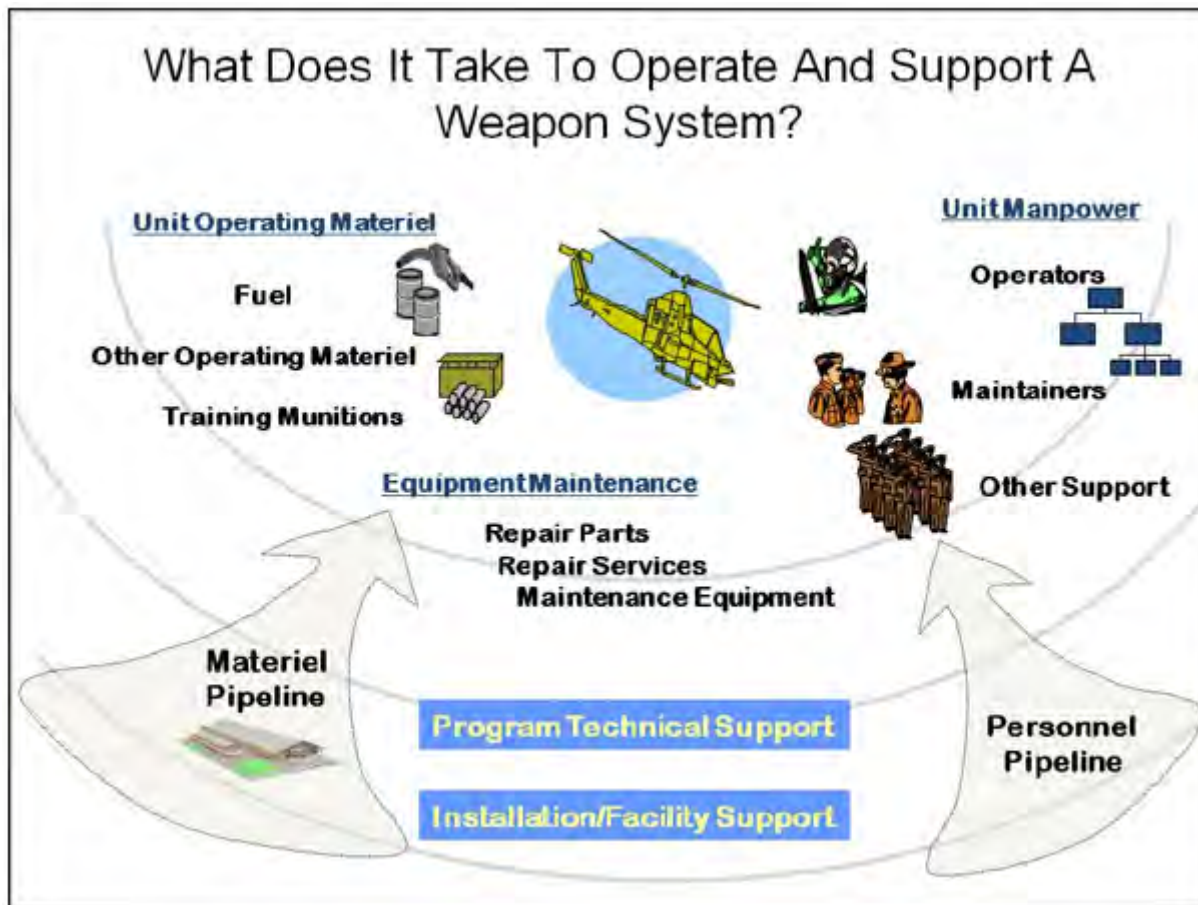 What Does It Take To Operate And Support A
Weapon System?
Unit Operating Materiel
Fuel
Other Operating Materiel
Training Munitions
Unit Manpower
Operators
Maintainers
Other Support
Equipment Maintenance
Repair Parts
Repair Services
Maintenance Equipment
Materiel
Pipeline
Program Technical Support
Installation/Facility Support
Personnel
Pipeline